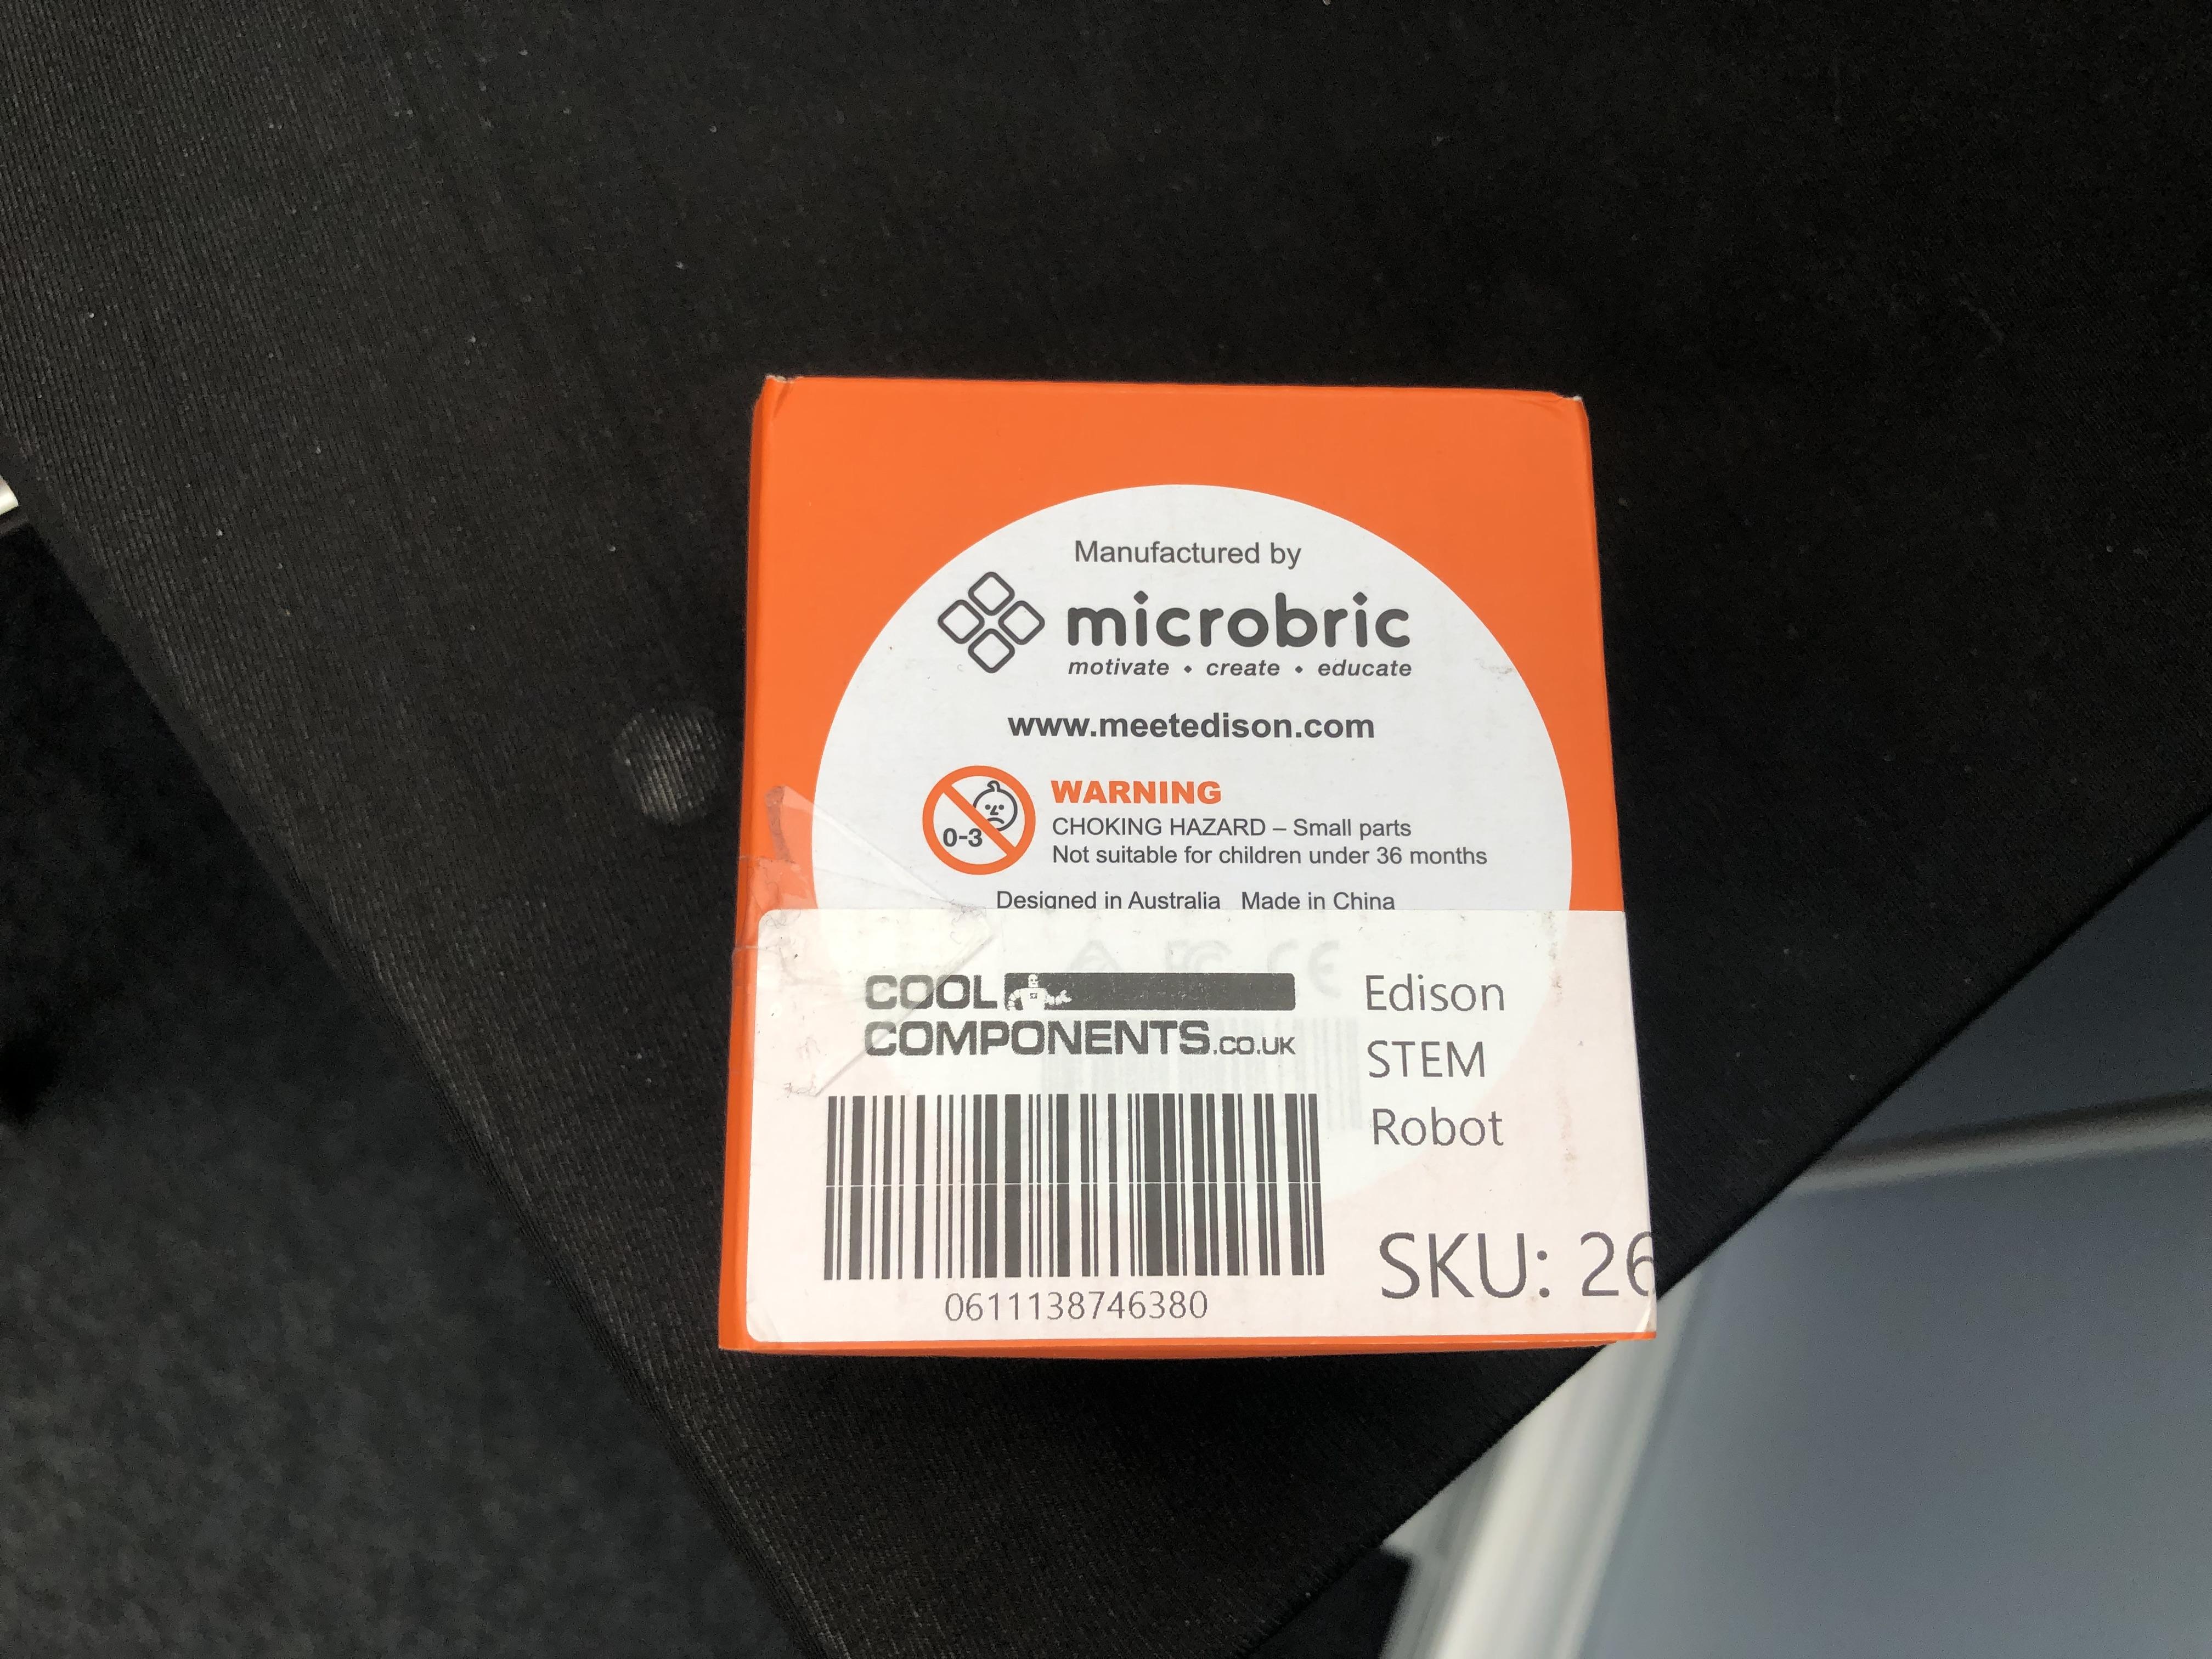 Manufactured by
microbric
motivate • create • educate
www.meetedison.com
0-3
WARNING
CHOKING HAZARD – Small parts
Not suitable for children under 36 months
Designed in Australia Made in China
FC CE
COOL
COMPONENTS.CO.UK
Edison
STEM
Robot
0611138746380
SKU: 26